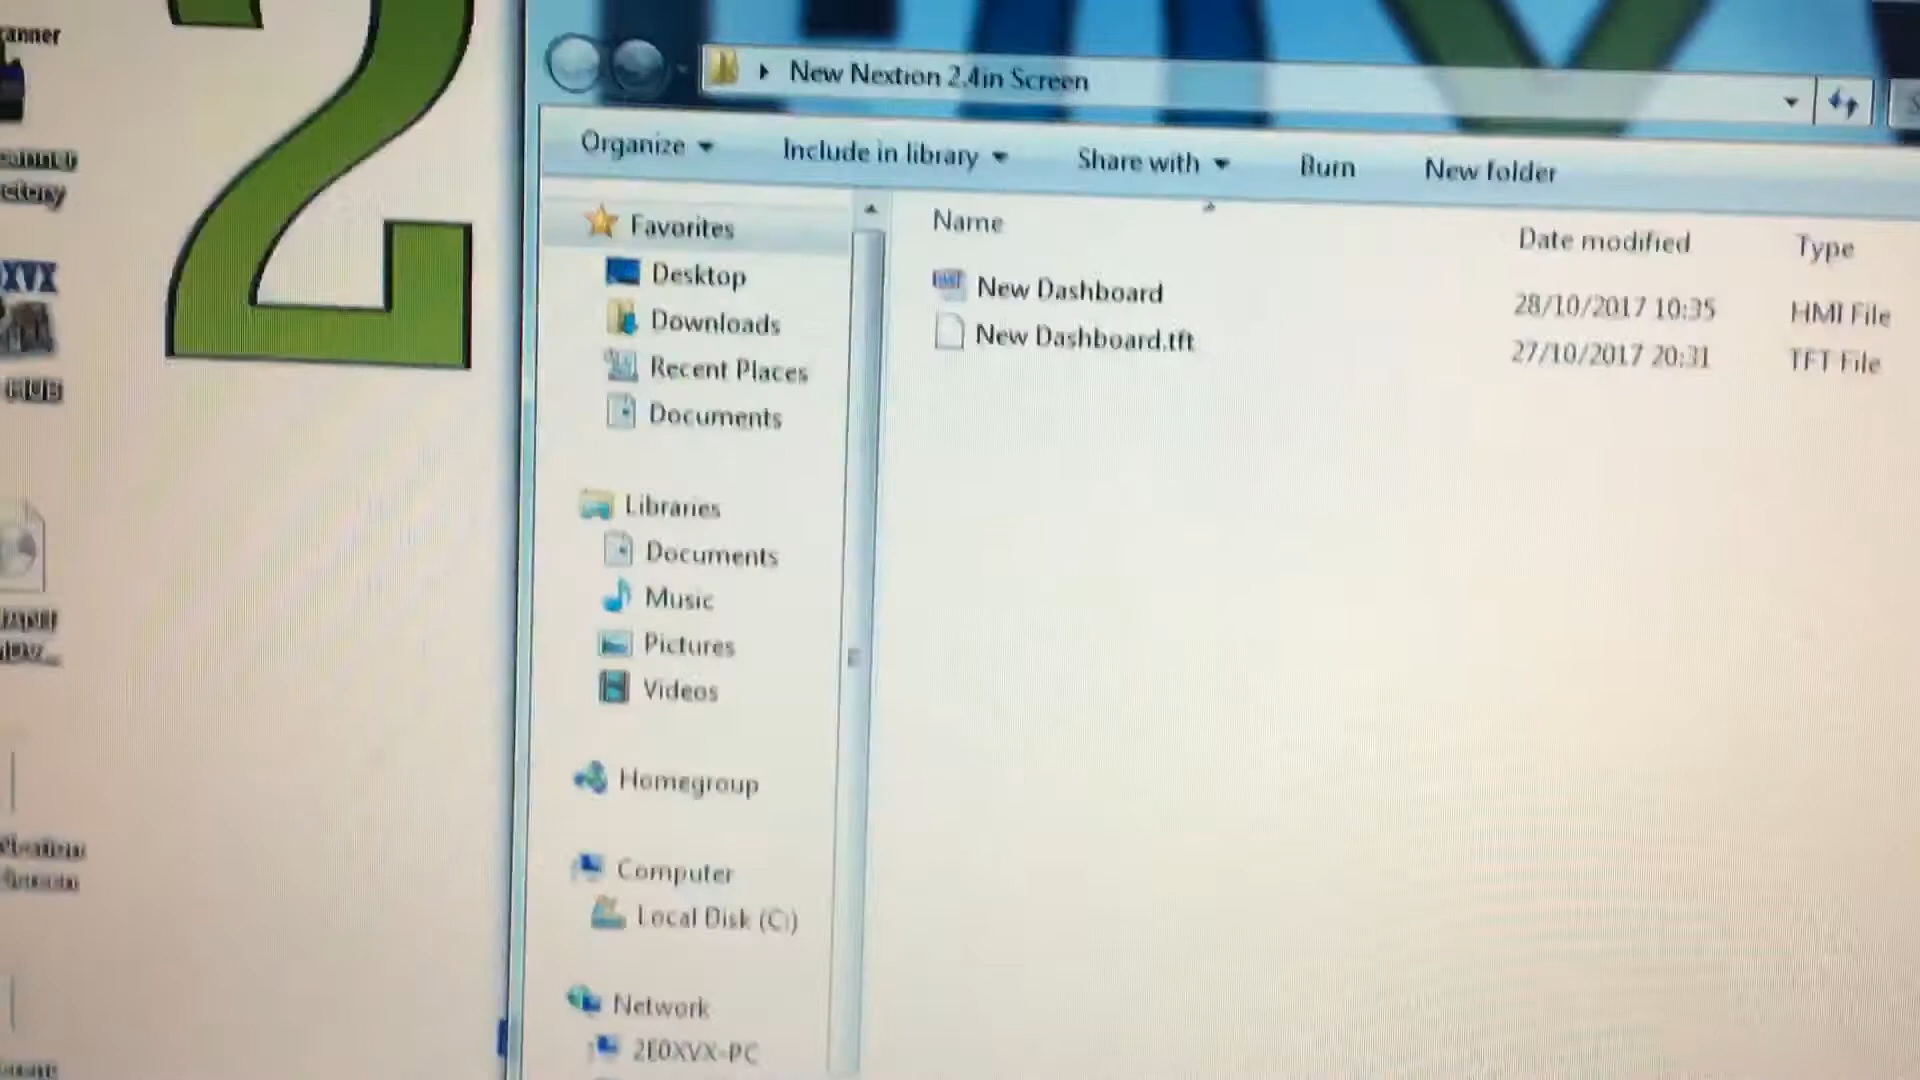 anner
2
New Nextion 2.4in Screen
Organize
Include in library
Share with
Burn
New folder
Favorites
Desktop
Downloads
Recent Places
Documents
Libraries
Documents
Music
Pictures
Videos
Homegroup
Computer
Local Disk (C:)
Network
2E0XVX-PC
Name
Date modified
Type
New Dashboard
28/10/2017 10:35
HMI File
New Dashboard.tft
27/10/2017 20:31
TFT File
XVX